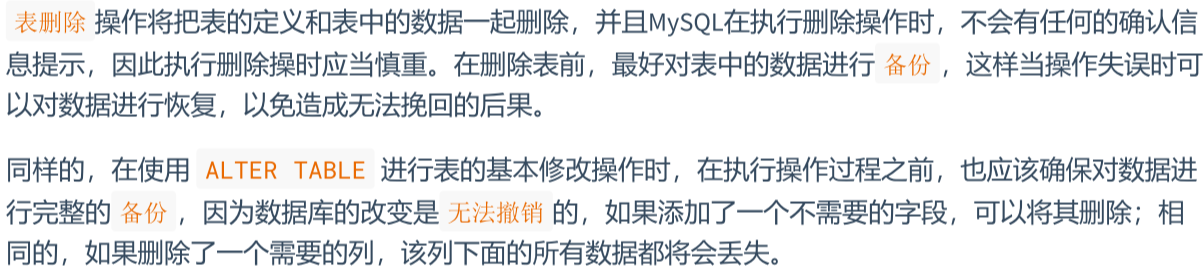 表删除 操作将把表的定义和表中的数据一起删除，并且MySQL在执行删除操作时，不会有任何的确认信
息提示，因此执行删除操时应当慎重。在删除表前，最好对表中的数据进行 备份 ，这样当操作失误时可
以对数据进行恢复，以免造成无法挽回的后果。
同样的，在使用 ALTER TABLE 进行表的基本修改操作时，在执行操作过程之前，也应该确保对数据进
行完整的 备份 ，因为数据库的改变是 无法撤销 的，如果添加了一个不需要的字段，可以将其删除；相
同的，如果删除了一个需要的列，该列下面的所有数据都将会丢失。